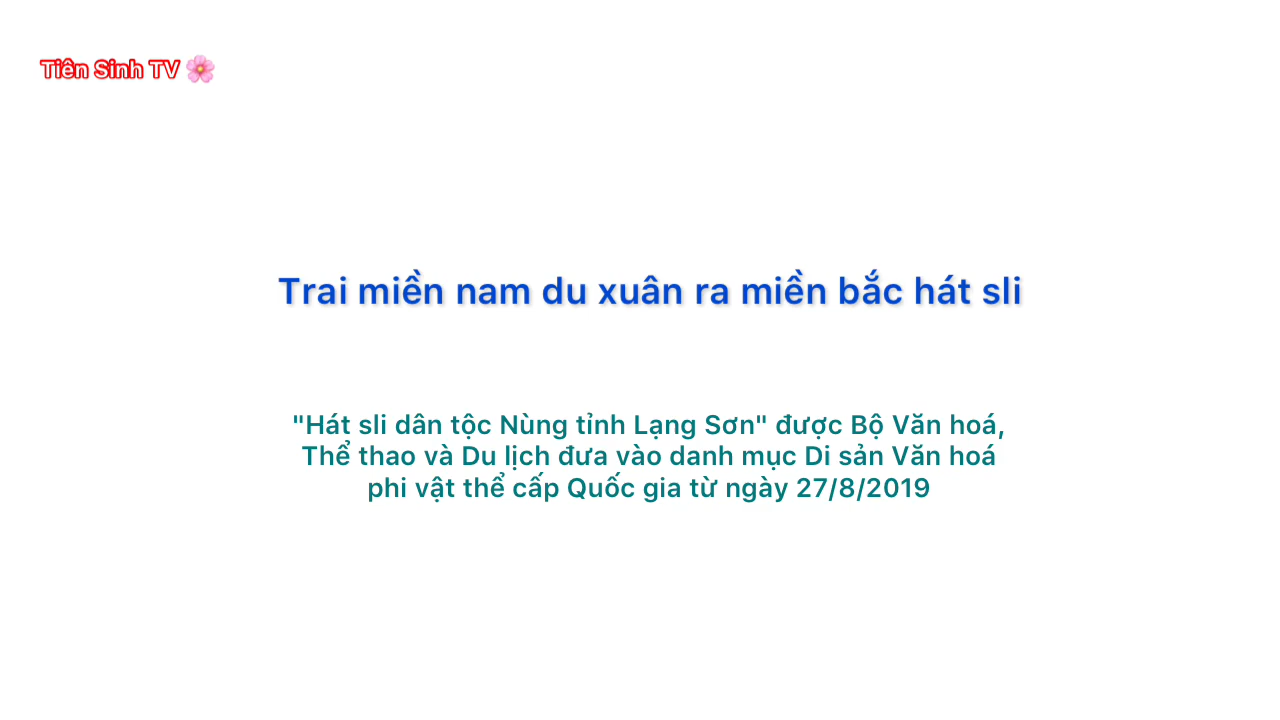 Tiên Sinh TV 🌸
Trai miền nam du xuân ra miền bắc hát sli
"Hát sli dân tộc Nùng tỉnh Lạng Sơn" được Bộ Văn hoá,
Thể thao và Du lịch đưa vào danh mục Di sản Văn hoá
phi vật thể cấp Quốc gia từ ngày 27/8/2019